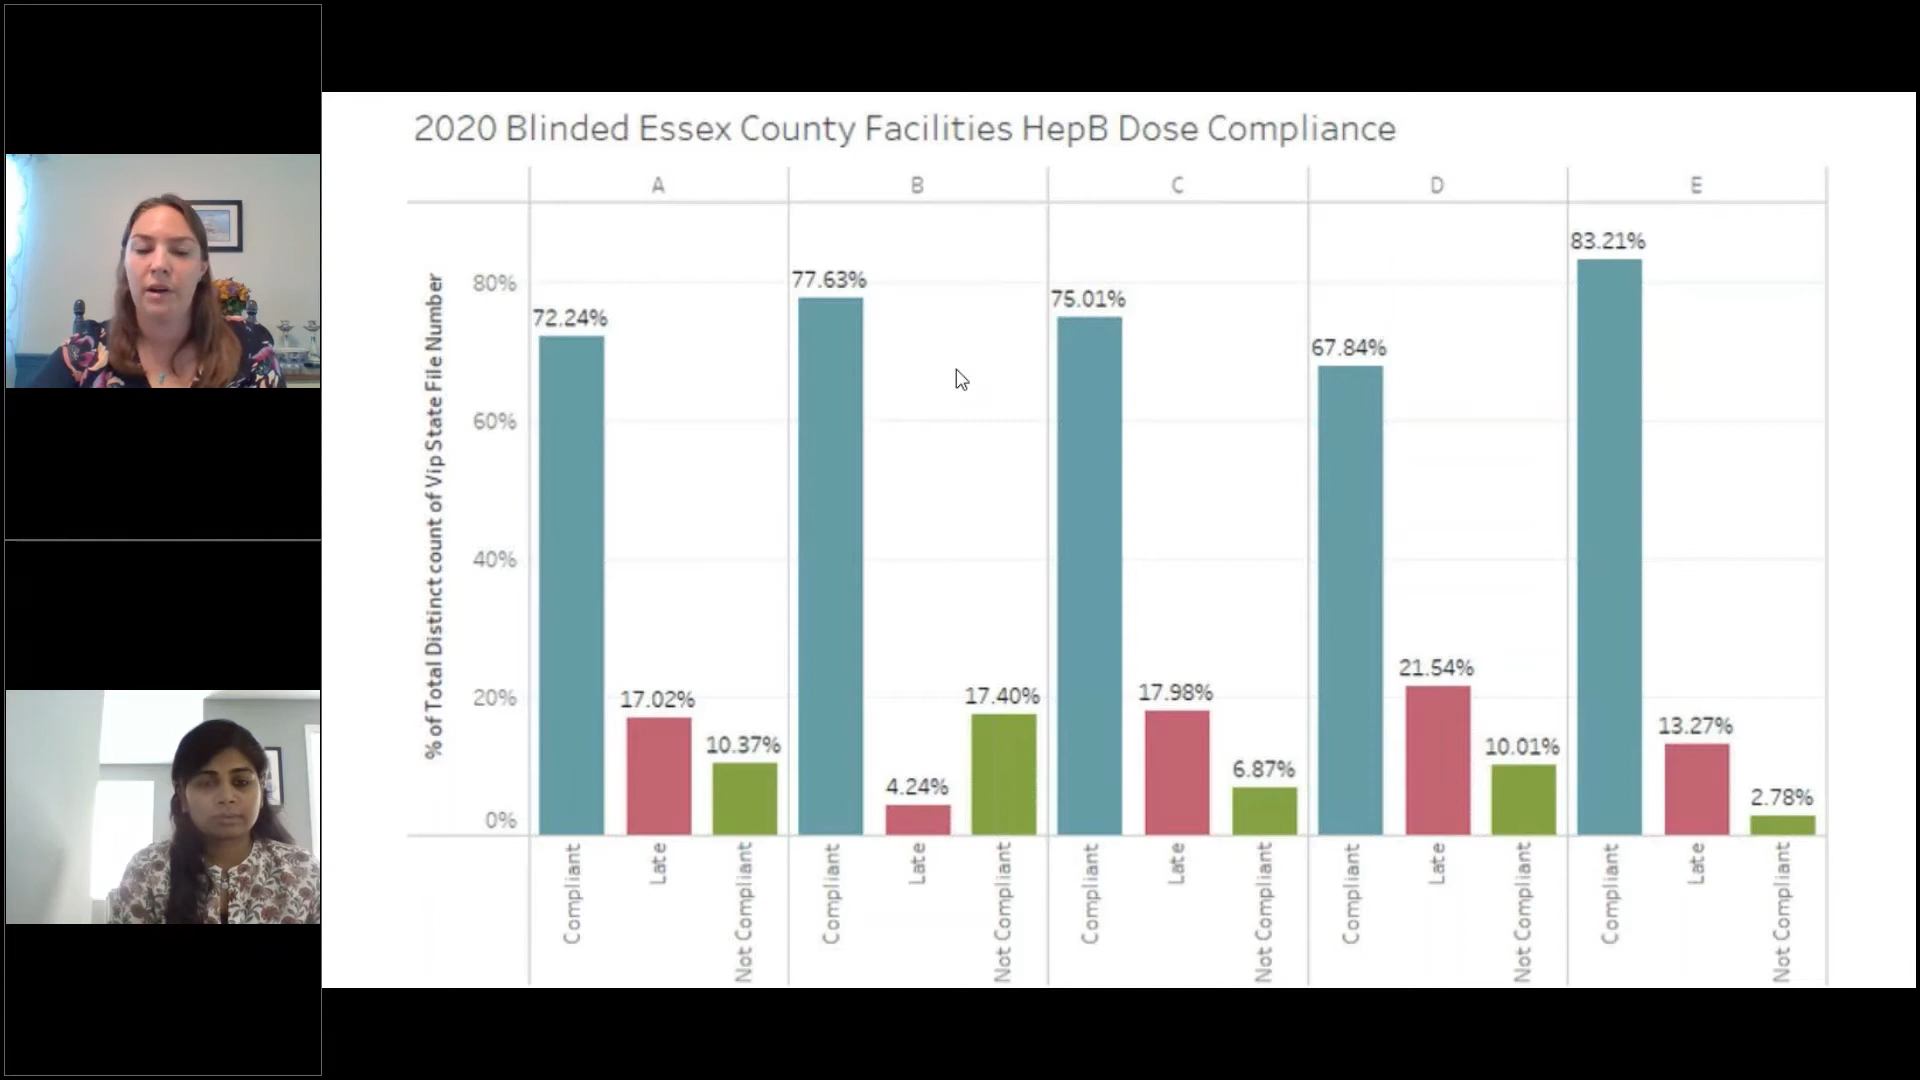 2020 Blinded Essex County Facilities HepB Dose Compliance
A
B
C
D
E
% of Total Distinct count of Vip State File Number
80%
60%
40%
20%
0%
72.24%
17.02%
10.37%
77.63%
4.24%
17.40%
75.01%
17.98%
6.87%
67.84%
21.54%
10.01%
83.21%
13.27%
2.78%
Compliant
Late
Not Compliant
Compliant
Late
Not Compliant
Compliant
Late
Not Compliant
Compliant
Late
Not Compliant
Compliant
Late
Not Compliant